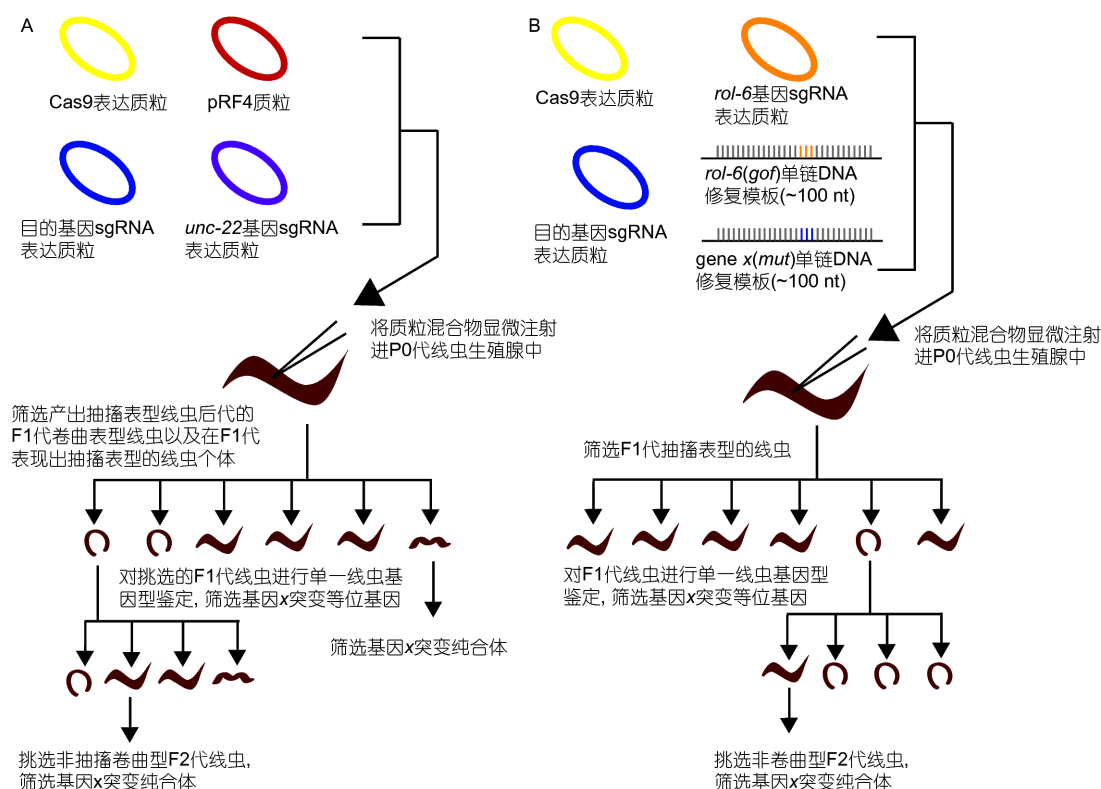 A
Cas9表达质粒
pRF4质粒
目的基因sgRNA
表达质粒
unc-22基因sgRNA
表达质粒
将质粒混合物显微注射
进P0代线虫生殖腺中
筛选产出抽搐表型线虫后代的
F1代卷曲表型线虫以及在F1代
表现出抽搐表型的线虫个体
对挑选的F1代线虫进行单一线虫基
因型鉴定, 筛选基因x突变等位基因
筛选基因x突变纯合体
挑选非抽搐卷曲型F2代线虫,
筛选基因x突变纯合体
B
Cas9表达质粒
rol-6基因sgRNA
表达质粒
rol-6(gof)单链DNA
修复模板(~100 nt)
目的基因sgRNA
表达质粒
gene x(mut)单链DNA
修复模板(~100 nt)
将质粒混合物显微注射
进P0代线虫生殖腺中
筛选F1代抽搐表型的线虫
对F1代线虫进行单一线虫基因型
鉴定, 筛选基因x突变等位基因
挑选非卷曲型F2代线虫,
筛选基因x突变纯合体